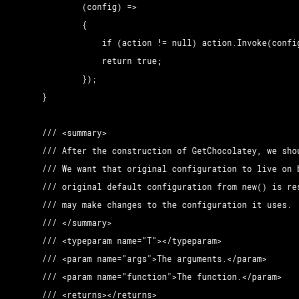 (config) =>
{
if (action != null) action.Invoke(config
return true;
});
}
/// <summary>
/// After the construction of GetChocolatey, we shou
/// We want that original configuration to live on b
/// original default configuration from new() is res
/// may make changes to the configuration it uses.
/// </summary>
/// <typeparam name="T"></typeparam>
/// <param name="args">The arguments.</param>
/// <param name="function">The function.</param>
/// <returns></returns>